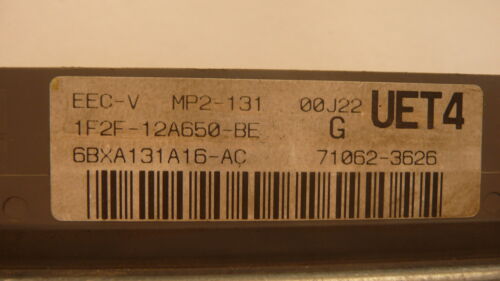 EEC-V MP2-131 00J22 UET4
1F2F-12A650-BE G
6BXA131A16-AC 71062-3626